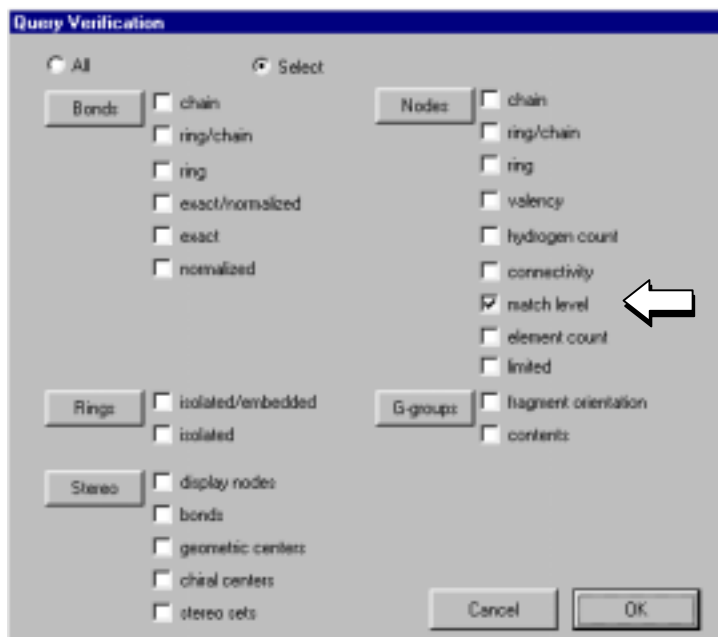 Query Verification
All
Select
Bonds
chain
ring/chain
ring
exact/normalized
exact
normalized
Nodes
chain
ring/chain
ring
valency
hydrogen count
connectivity
match level
element count
limited
Rings
isolated/embedded
isolated
G-groups
fragment orientation
contents
Stereo
display nodes
bonds
geometric centers
chiral centers
stereo sets
Cancel
OK